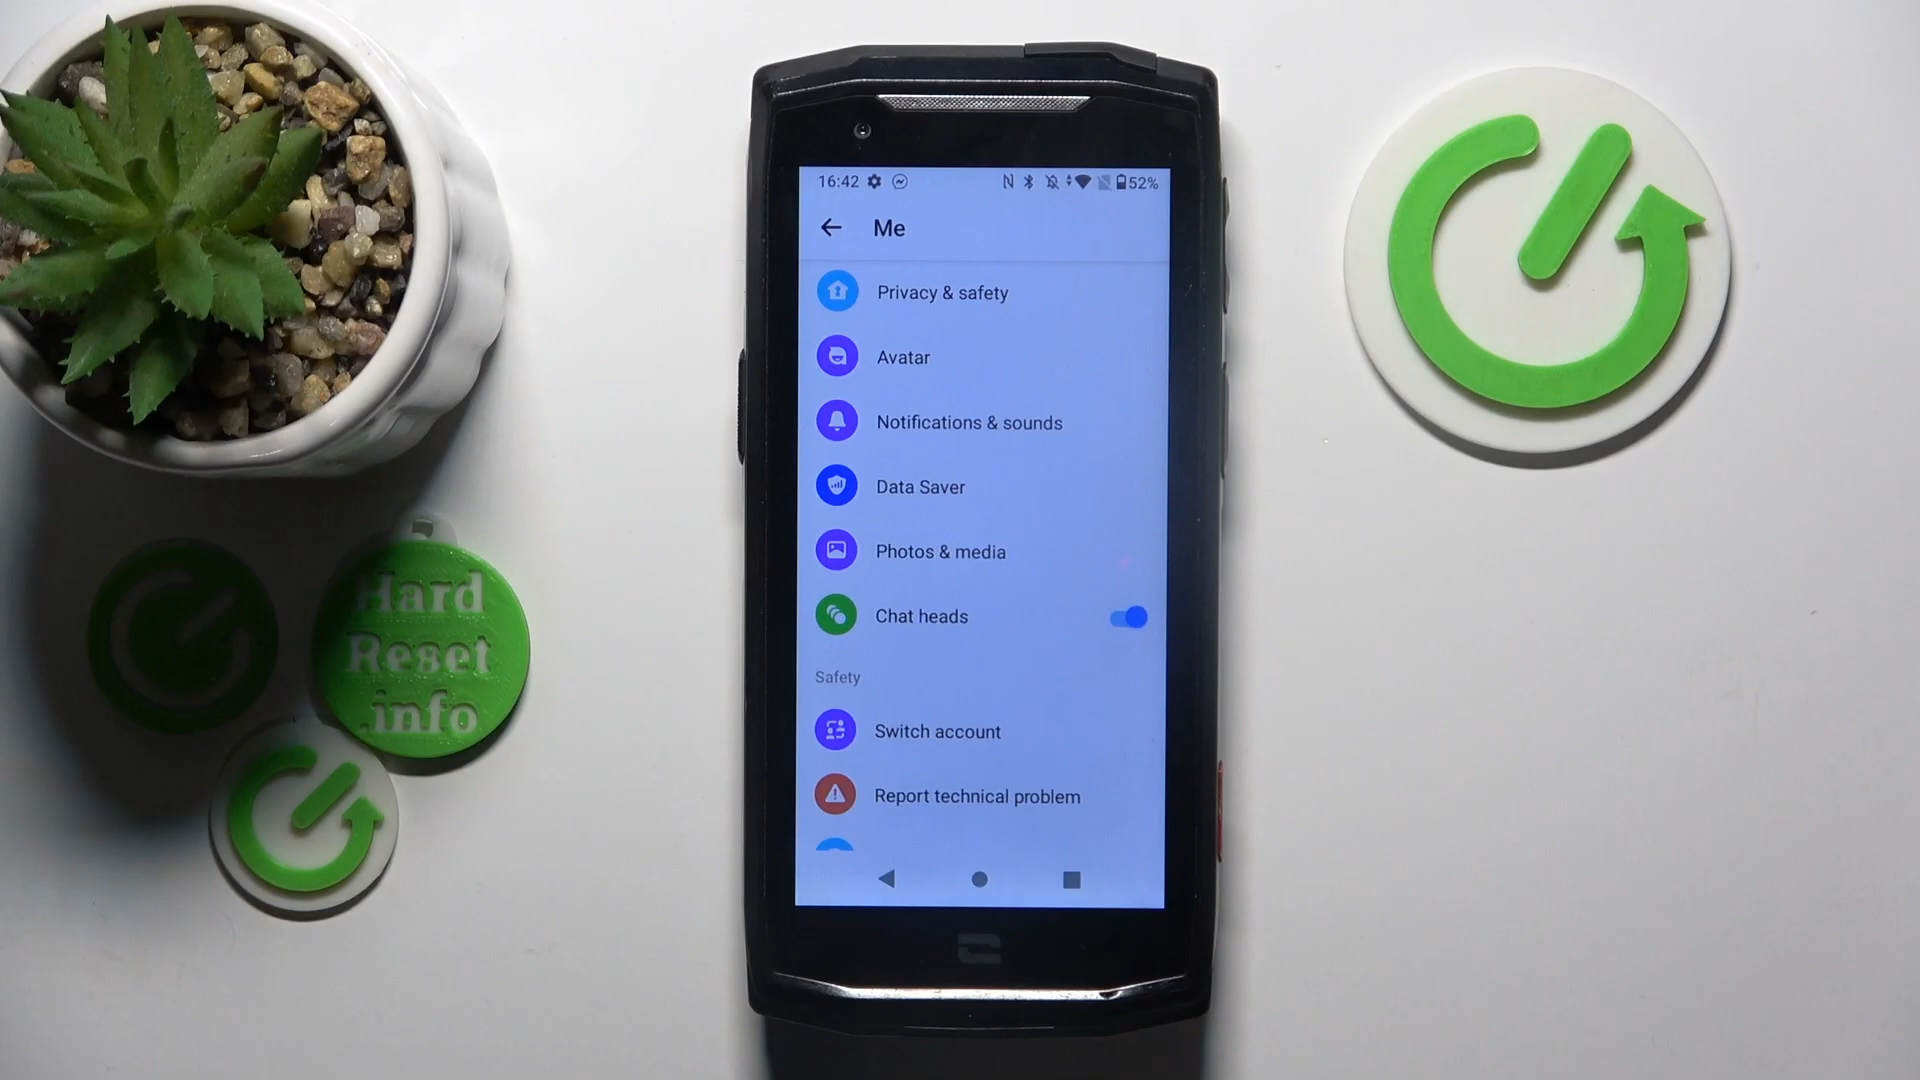 16:42 52%
Me
Privacy & safety
Avatar
Notifications & sounds
Data Saver
Photos & media
Chat heads
Safety
Switch account
Report technical problem
Hard
Reset
.info